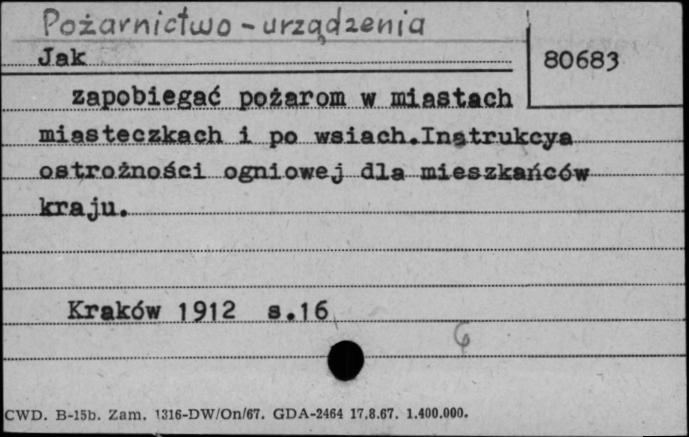 Pożarnictwo - urządzenia
Jak
80683
zapobiegać pożarom w miastach
miasteczkach i po wsiach.Instrukcya
ostrożności ogniowej dla mieszkańców
kraju.
Kraków 1912 s.16
CWD. B-15b. Zam. 1316-DW/On/67. GDA-2464 17.8.67. 1.400.000.